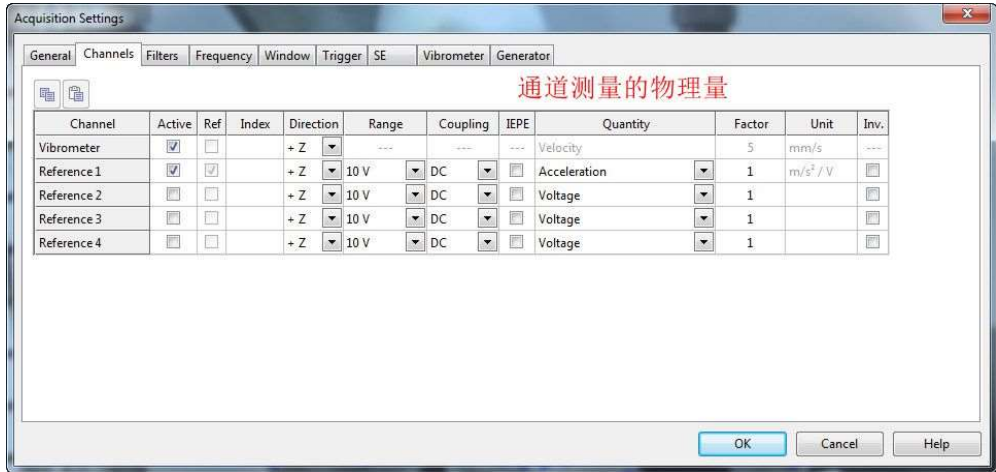 Acquisition Settings
General Channels Filters Frequency Window Trigger SE Vibrometer Generator
通道测量的物理量
Channel Active Ref Index Direction Range Coupling IEPE Quantity Factor Unit Inv.
Vibrometer + Z --- --- --- Velocity 5 mm/s ---
Reference 1 + Z 10 V DC Acceleration 1 m/s² / V
Reference 2 + Z 10 V DC Voltage 1
Reference 3 + Z 10 V DC Voltage 1
Reference 4 + Z 10 V DC Voltage 1
OK Cancel Help